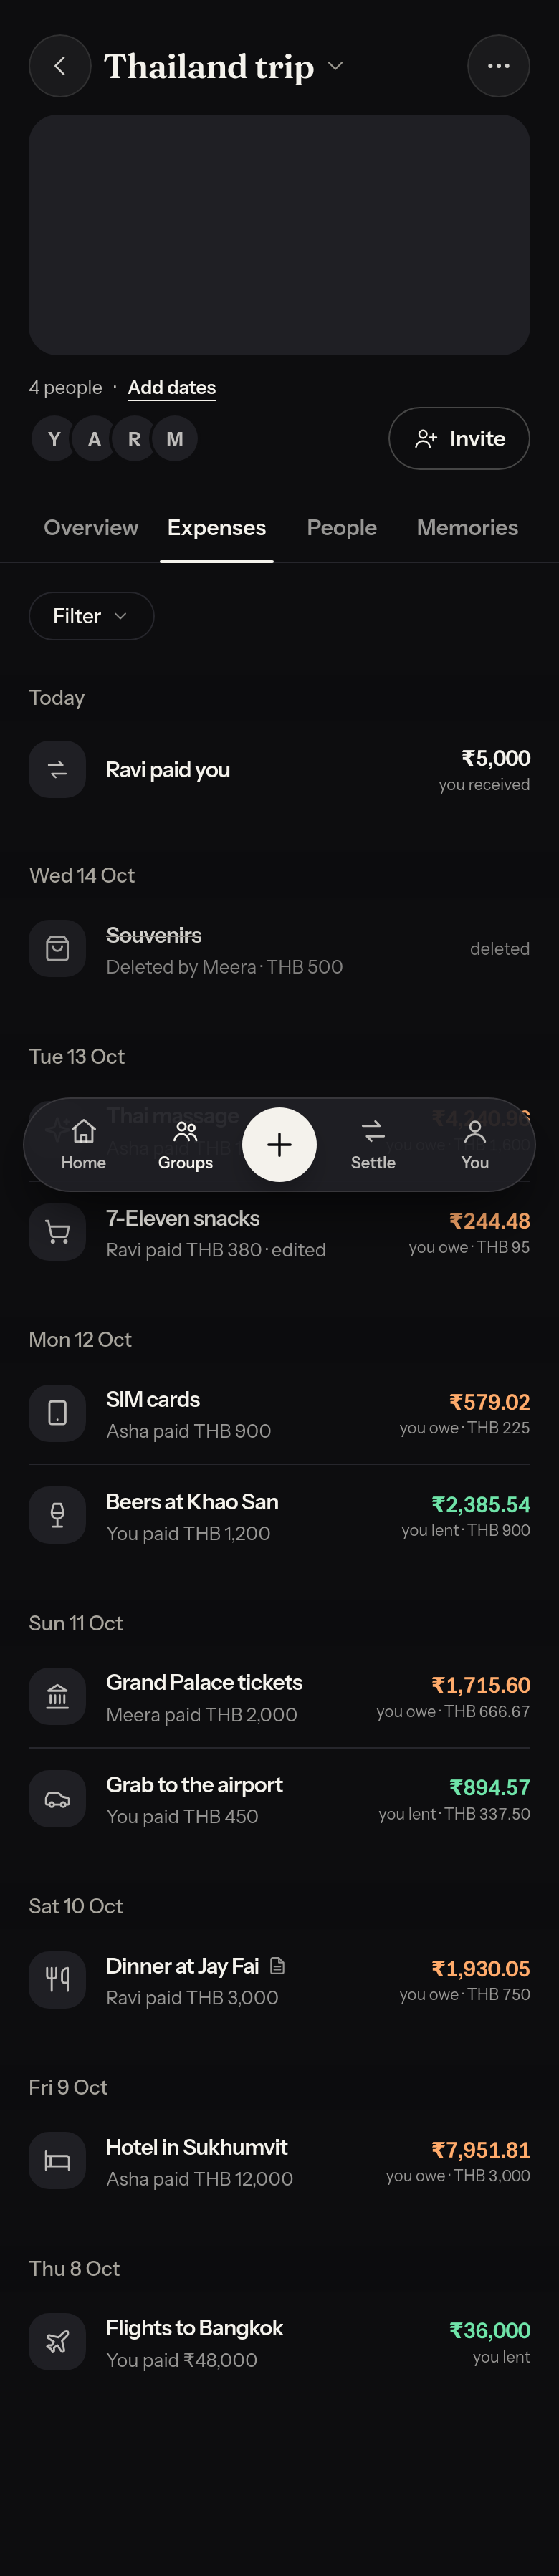 Thailand trip
4 people · Add dates
Y A R M
Invite
Overview Expenses People Memories
Filter
Today
Ravi paid you
₹5,000
you received
Wed 14 Oct
Souvenirs
Deleted by Meera · THB 500
deleted
Tue 13 Oct
Thai massage
₹4,240.96
Home Groups Settle You
7-Eleven snacks
₹244.48
Ravi paid THB 380 · edited
you owe · THB 95
Mon 12 Oct
SIM cards
₹579.02
Asha paid THB 900
you owe · THB 225
Beers at Khao San
₹2,385.54
You paid THB 1,200
you lent · THB 900
Sun 11 Oct
Grand Palace tickets
₹1,715.60
Meera paid THB 2,000
you owe · THB 666.67
Grab to the airport
₹894.57
You paid THB 450
you lent · THB 337.50
Sat 10 Oct
Dinner at Jay Fai
₹1,930.05
Ravi paid THB 3,000
you owe · THB 750
Fri 9 Oct
Hotel in Sukhumvit
₹7,951.81
Asha paid THB 12,000
you owe · THB 3,000
Thu 8 Oct
Flights to Bangkok
₹36,000
You paid ₹48,000
you lent